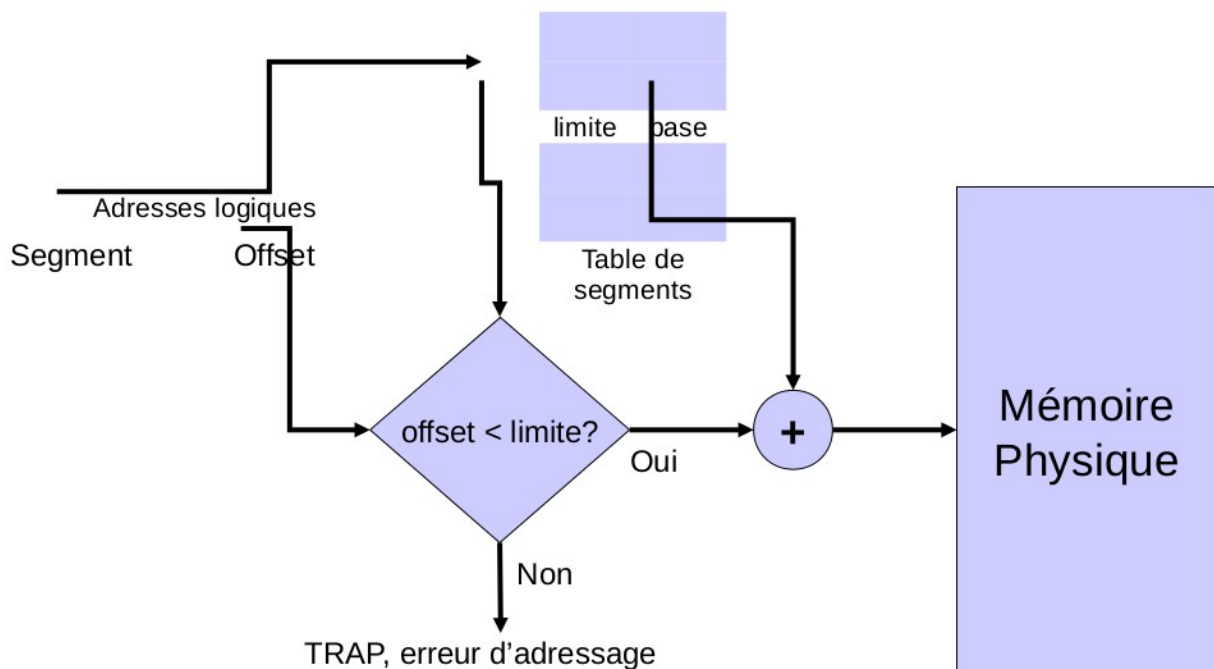 limite base
Adresses logiques
Segment Offset
Table de
segments
offset < limite?
+
Oui
Mémoire
Physique
Non
TRAP, erreur d’adressage